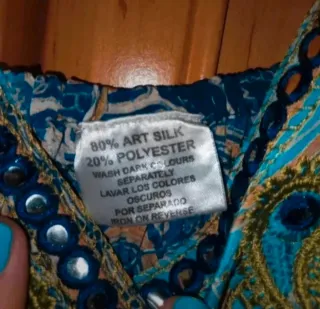 80% ART SILK
20% POLYESTER
WASH DARK COLOURS
SEPARATELY
LAVAR LOS COLORES
OSCUROS
POR SEPARADO
IRON ON REVERSE